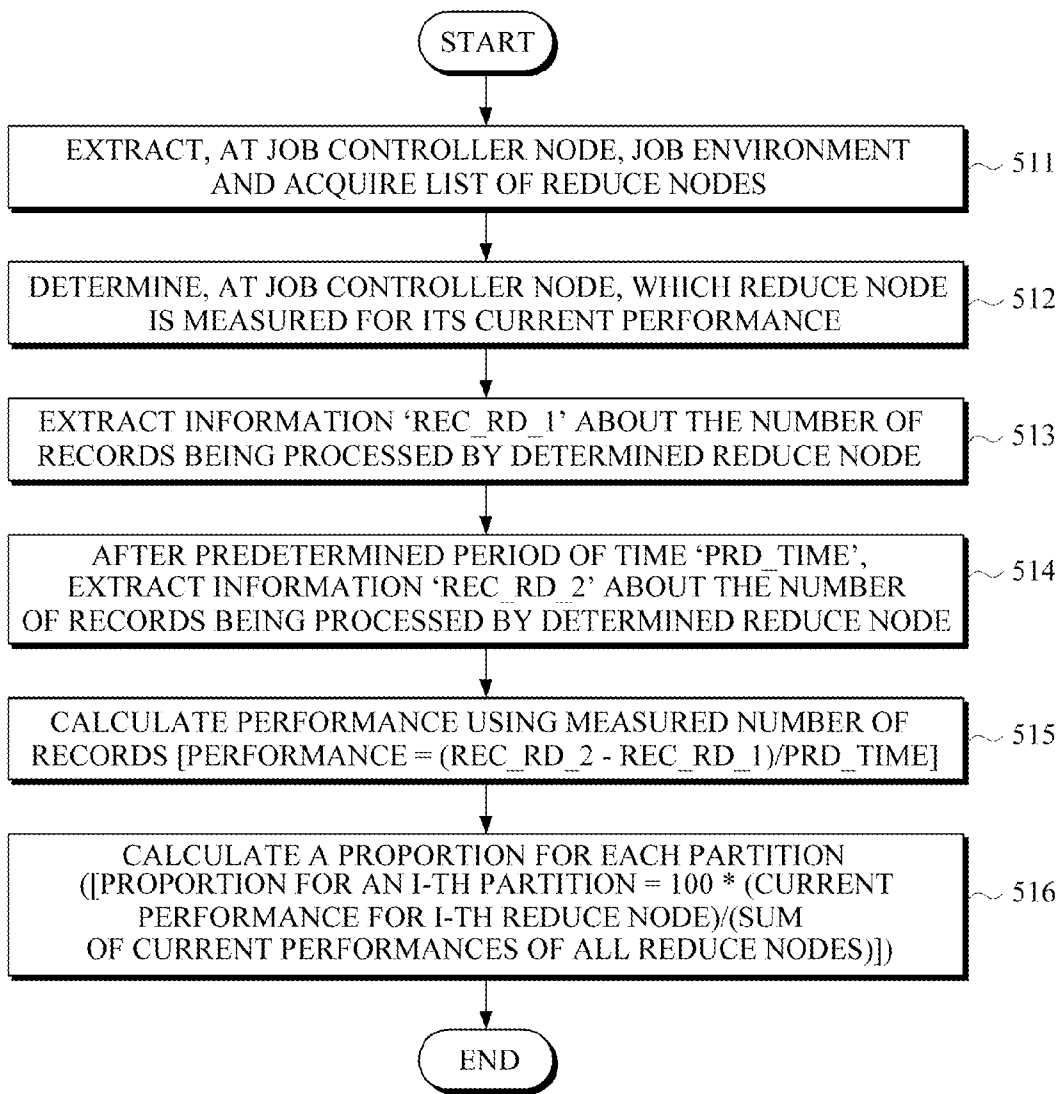 START
EXTRACT, AT JOB CONTROLLER NODE, JOB ENVIRONMENT
AND ACQUIRE LIST OF REDUCE NODES
511
DETERMINE, AT JOB CONTROLLER NODE, WHICH REDUCE NODE
IS MEASURED FOR ITS CURRENT PERFORMANCE
512
EXTRACT INFORMATION ‘REC_RD_1’ ABOUT THE NUMBER OF
RECORDS BEING PROCESSED BY DETERMINED REDUCE NODE
513
AFTER PREDETERMINED PERIOD OF TIME ‘PRD_TIME’,
EXTRACT INFORMATION ‘REC_RD_2’ ABOUT THE NUMBER
OF RECORDS BEING PROCESSED BY DETERMINED REDUCE NODE
514
CALCULATE PERFORMANCE USING MEASURED NUMBER OF
RECORDS [PERFORMANCE = (REC_RD_2 - REC_RD_1)/PRD_TIME]
515
CALCULATE A PROPORTION FOR EACH PARTITION
([PROPORTION FOR AN I-TH PARTITION = 100 * (CURRENT
PERFORMANCE FOR I-TH REDUCE NODE)/(SUM
OF CURRENT PERFORMANCES OF ALL REDUCE NODES)])
516
END